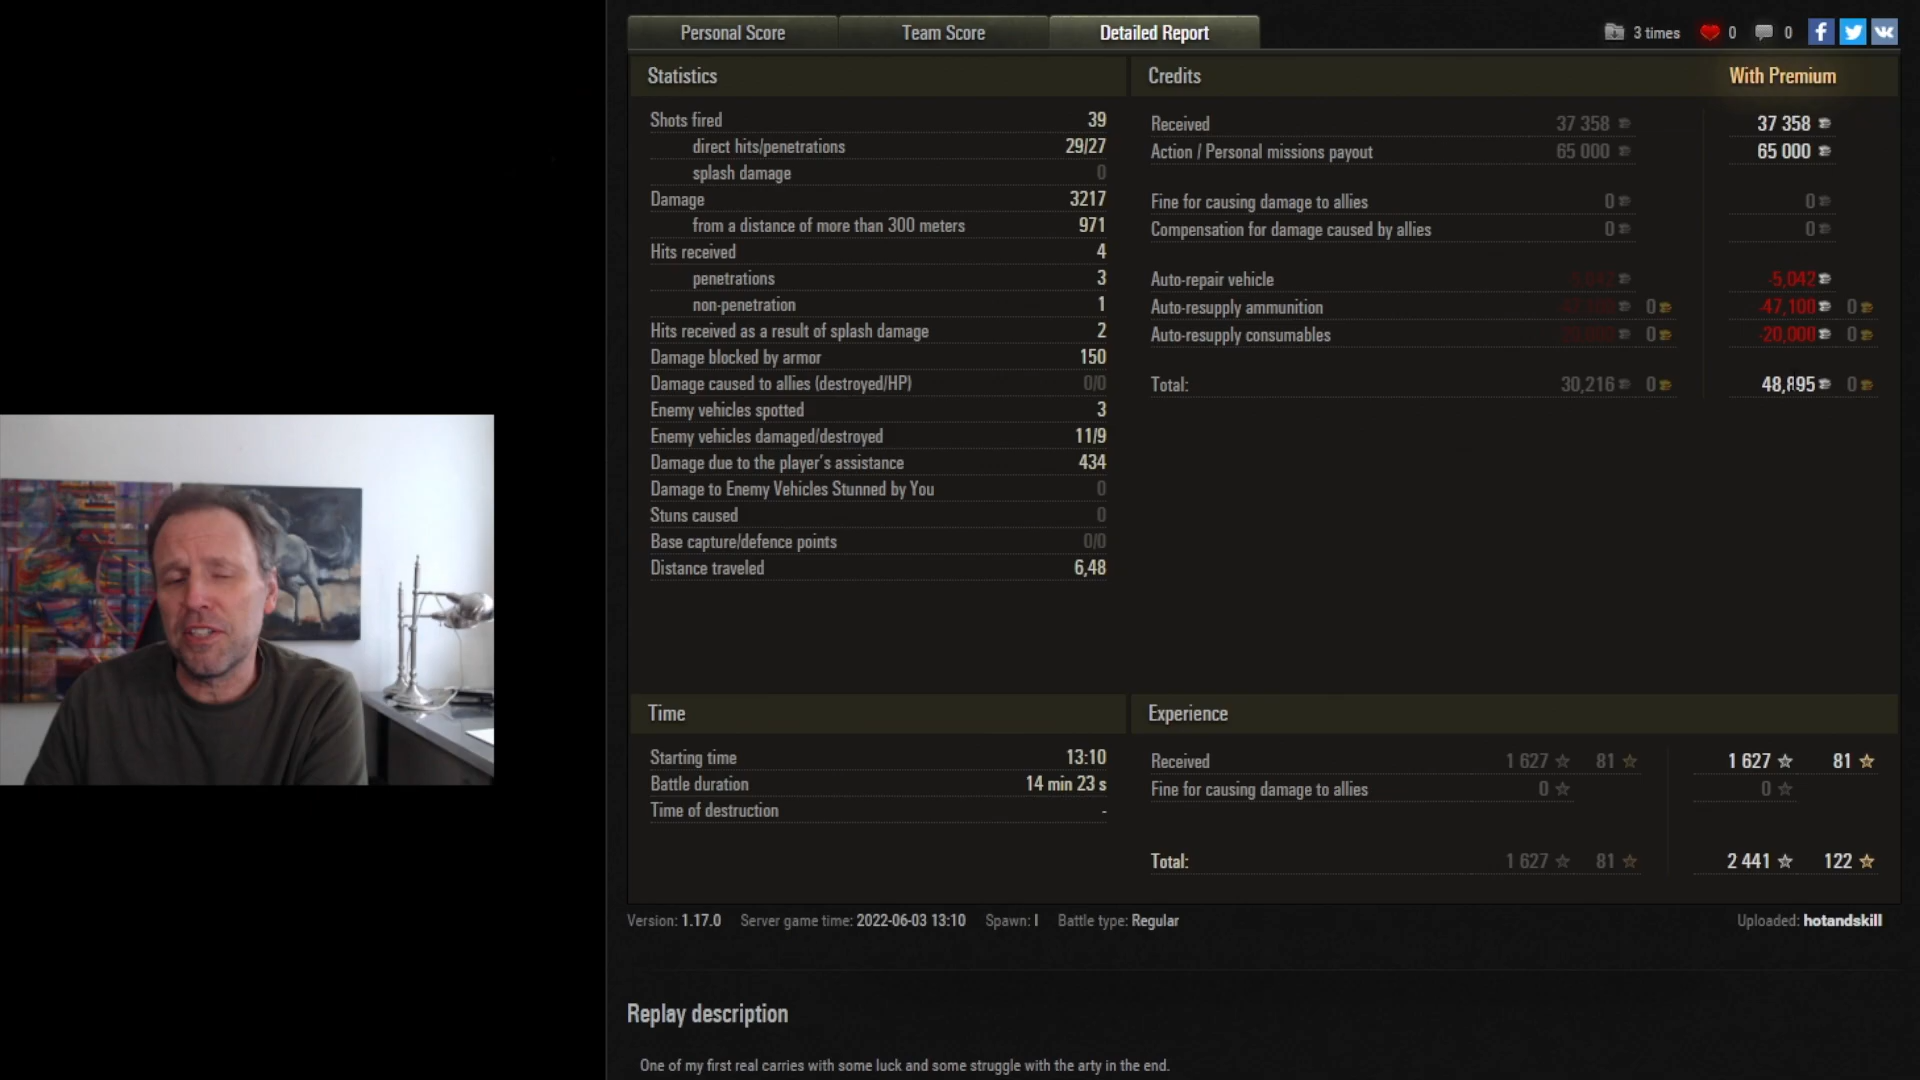 Personal Score
Team Score
Detailed Report
3 times
0
0
Statistics
Shots fired 39
direct hits/penetrations 29/27
splash damage 0
Damage 3217
from a distance of more than 300 meters 971
Hits received 4
penetrations 3
non-penetration 1
Hits received as a result of splash damage 2
Damage blocked by armor 150
Damage caused to allies (destroyed/HP) 0/0
Enemy vehicles spotted 3
Enemy vehicles damaged/destroyed 11/9
Damage due to the player's assistance 434
Damage to Enemy Vehicles Stunned by You 0
Stuns caused 0
Base capture/defence points 0/0
Distance traveled 6,48
Credits With Premium
Received 37 358 37 358
Action / Personal missions payout 65 000 65 000
Fine for causing damage to allies 0 0
Compensation for damage caused by allies 0 0
Auto-repair vehicle -5,042 -5,042
Auto-resupply ammunition -47,100 0 -47,100 0
Auto-resupply consumables -20,000 0 -20,000 0
Total: 30,216 0 48,895 0
Time
Starting time 13:10
Battle duration 14 min 23 s
Time of destruction -
Experience
Received 1 627 81 1 627 81
Fine for causing damage to allies 0 0
Total: 1 627 81 2 441 122
Version: 1.17.0 Server game time: 2022-06-03 13:10 Spawn: I Battle type: Regular Uploaded: hotandskill
Replay description
One of my first real carries with some luck and some struggle with the arty in the end.